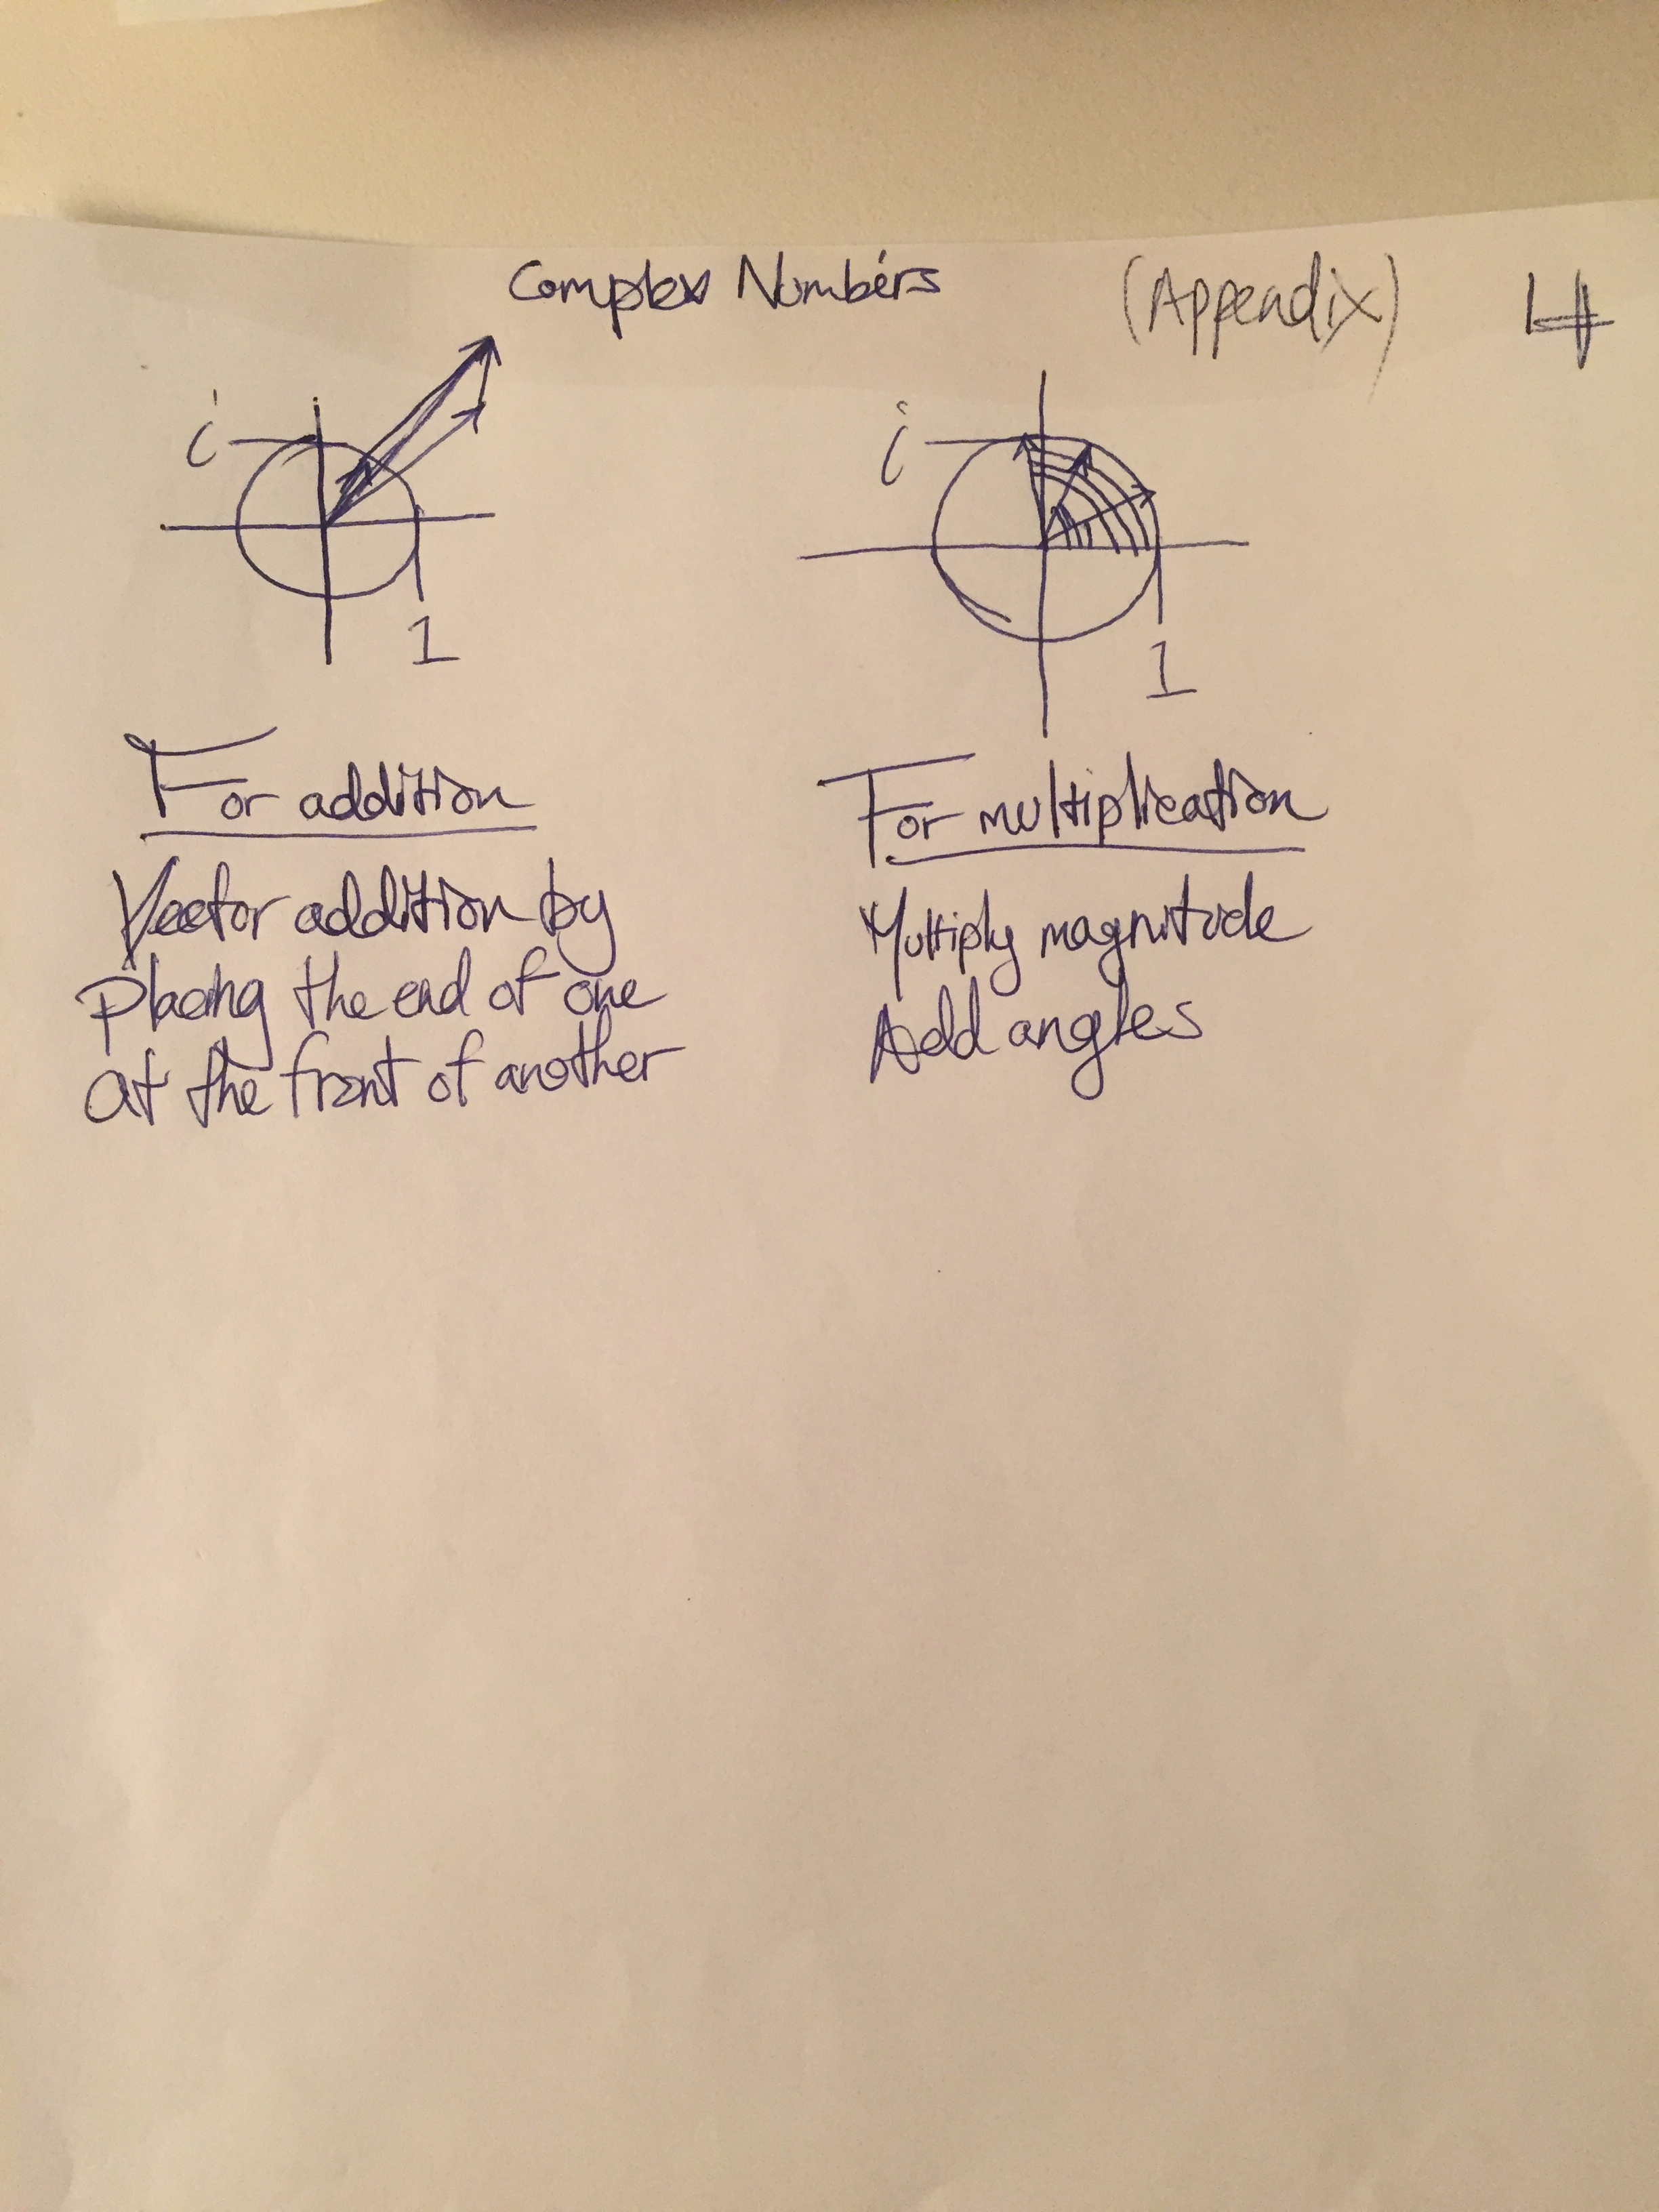 Complex Numbers (Appendix) 4
i
1
i
1
For addition
Vector addition by
placing the end of one
at the front of another
For multiplication
Multiply magnitude
Add angles